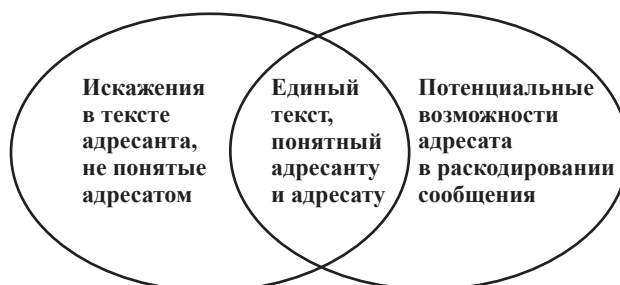 Искажения
в тексте
адресанта,
не понятые
адресатом
Единый
текст,
понятный
адресанту
и адресату
Потенциальные
возможности
адресата
в раскодировании
сообщения